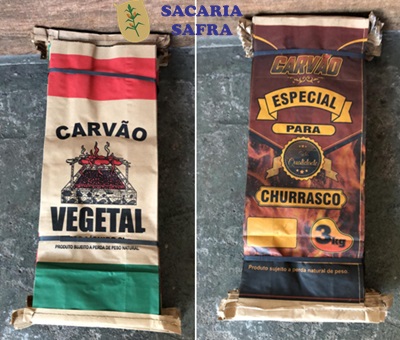 SACARIA
SAFRA
CARVÃO
VEGETAL
PRODUTO SUJEITO A PERDA DE PESO NATURAL
CARVÃO
ESPECIAL
PARA
Qualidade
CHURRASCO
3kg
Produto sujeito a perda natural de peso.